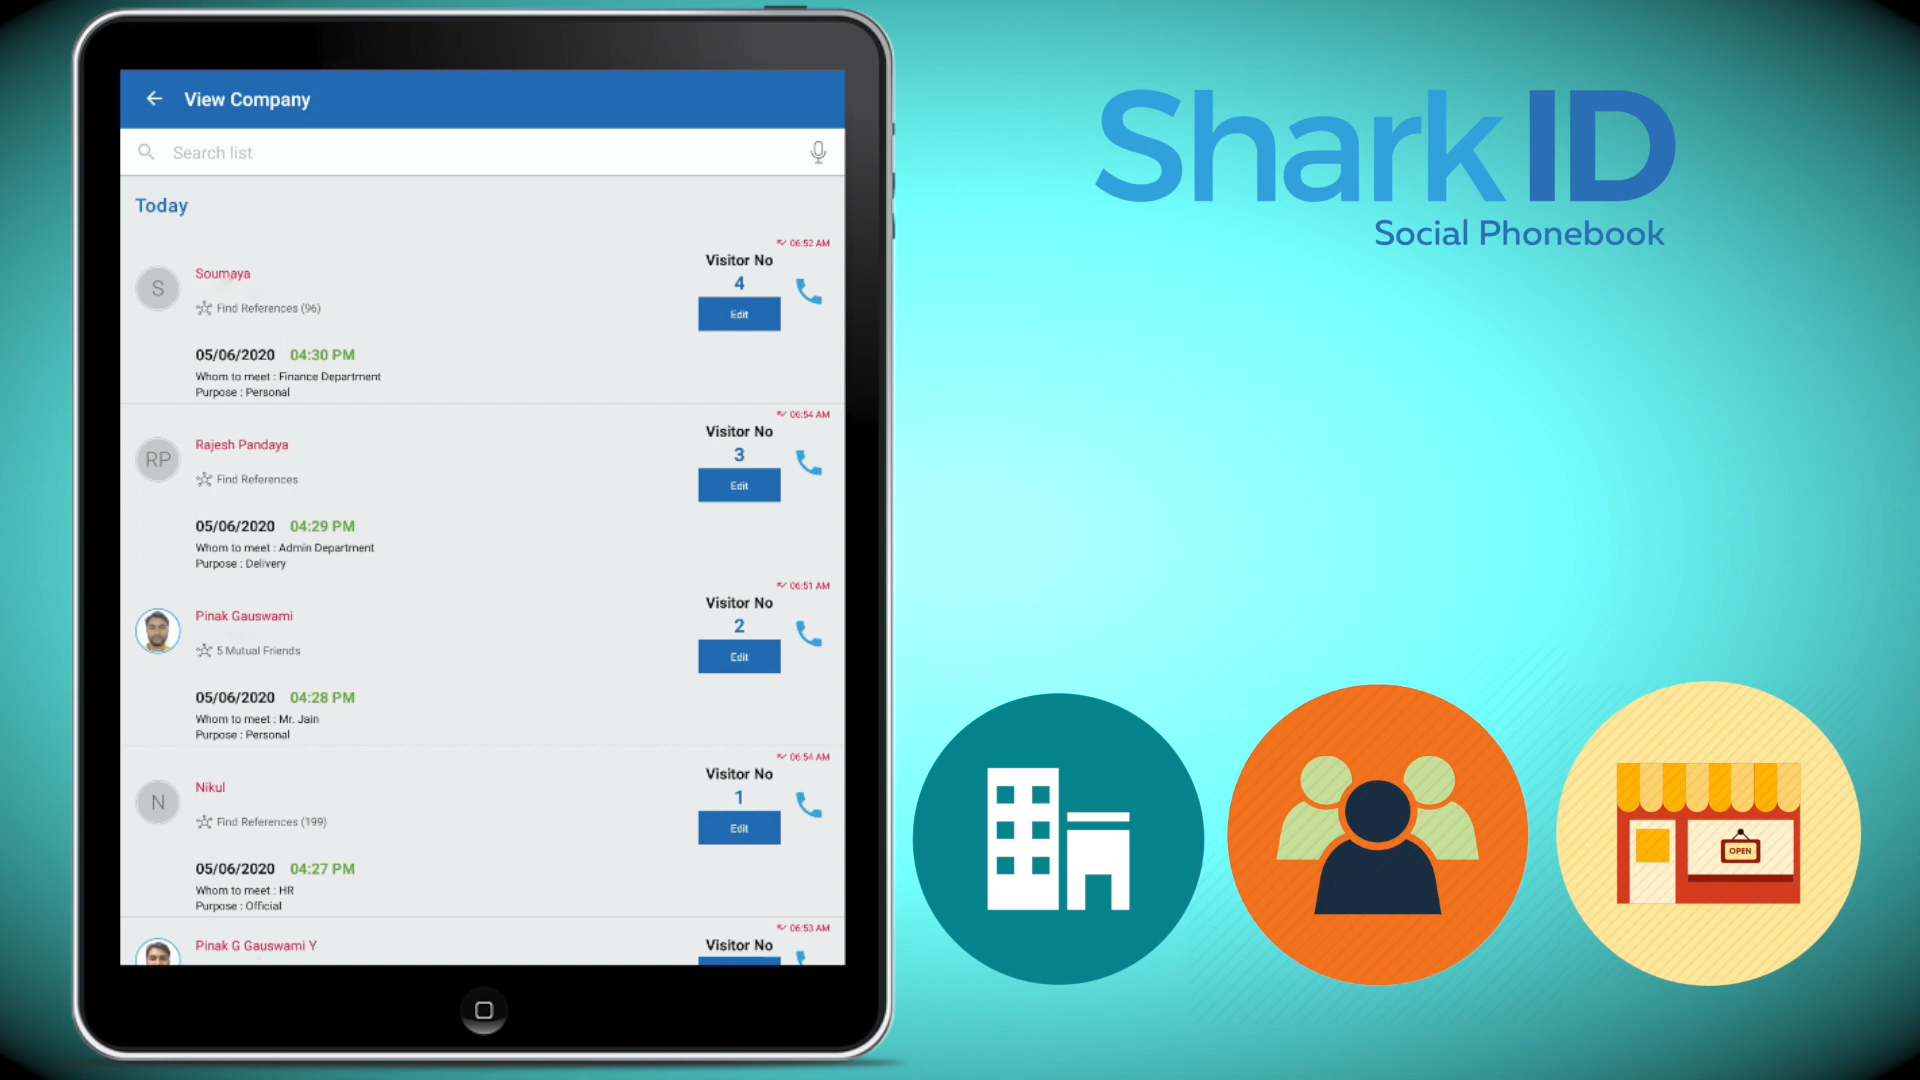 View Company
Search list
Today
06:52 AM
Visitor No
Soumaya
4
Find References (96)
Edit
05/06/2020 04:30 PM
Whom to meet : Finance Department
Purpose : Personal
06:54 AM
Visitor No
RP
Rajesh Pandaya
3
Find References
Edit
05/06/2020 04:29 PM
Whom to meet : Admin Department
Purpose : Delivery
06:51 AM
Visitor No
Pinak Gauswami
2
5 Mutual Friends
Edit
05/06/2020 04:28 PM
Whom to meet : Mr. Jain
Purpose : Personal
06:54 AM
Visitor No
Nikul
N
1
Find References (199)
Edit
05/06/2020 04:27 PM
Whom to meet : HR
Purpose : Official
06:53 AM
Pinak G Gauswami Y
Visitor No
S
Shark ID
Social Phonebook
OPEN